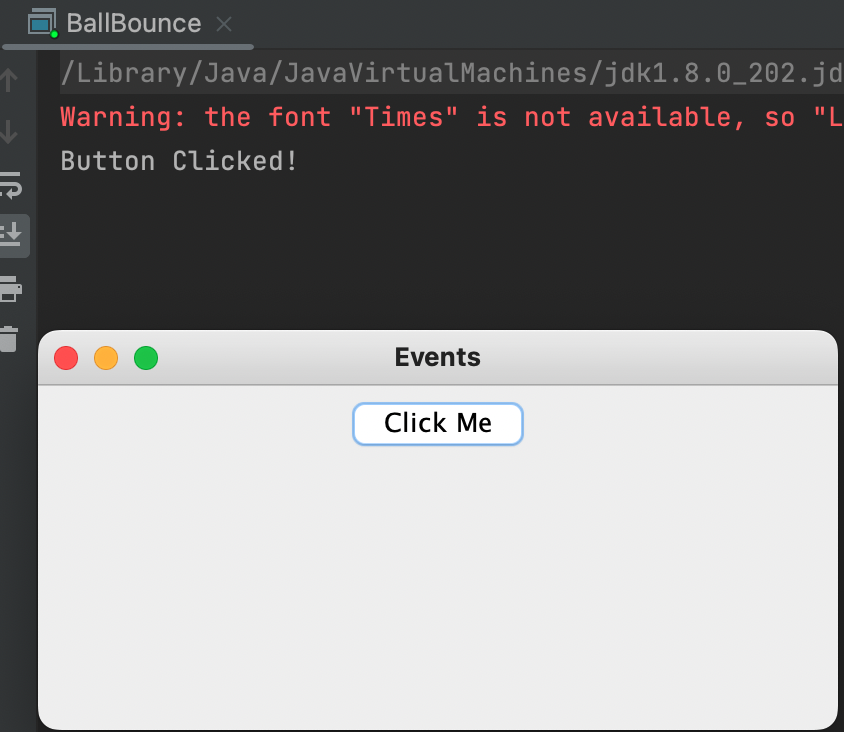 BallBounce
/Library/Java/JavaVirtualMachines/jdk1.8.0_202.jd
Warning: the font "Times" is not available, so "L
Button Clicked!
Events
Click Me